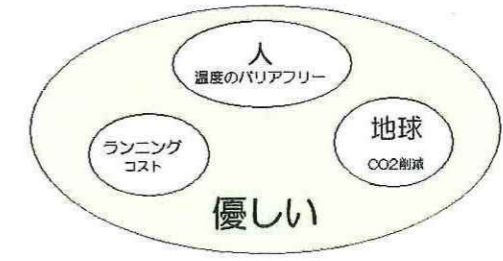 人
温度のバリアフリー
ランニング
コスト
地球
CO2削減
優しい